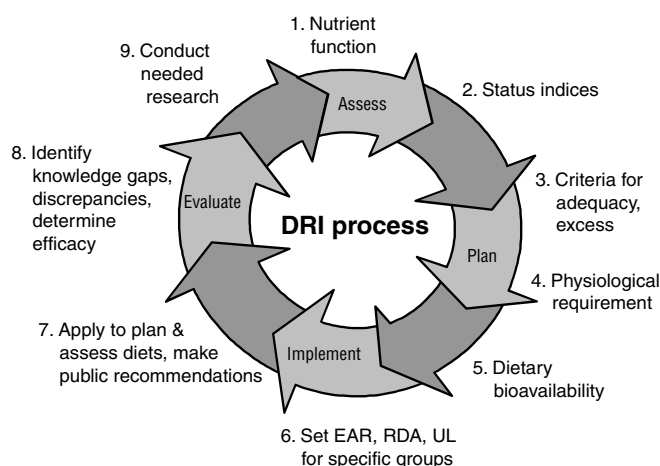 1. Nutrient
function
2. Status indices
3. Criteria for
adequacy,
excess
4. Physiological
requirement
5. Dietary
bioavailability
6. Set EAR, RDA, UL
for specific groups
7. Apply to plan &
assess diets, make
public recommendations
8. Identify
knowledge gaps,
discrepancies,
determine
efficacy
9. Conduct
needed
research
Assess
Plan
Implement
Evaluate
DRI process